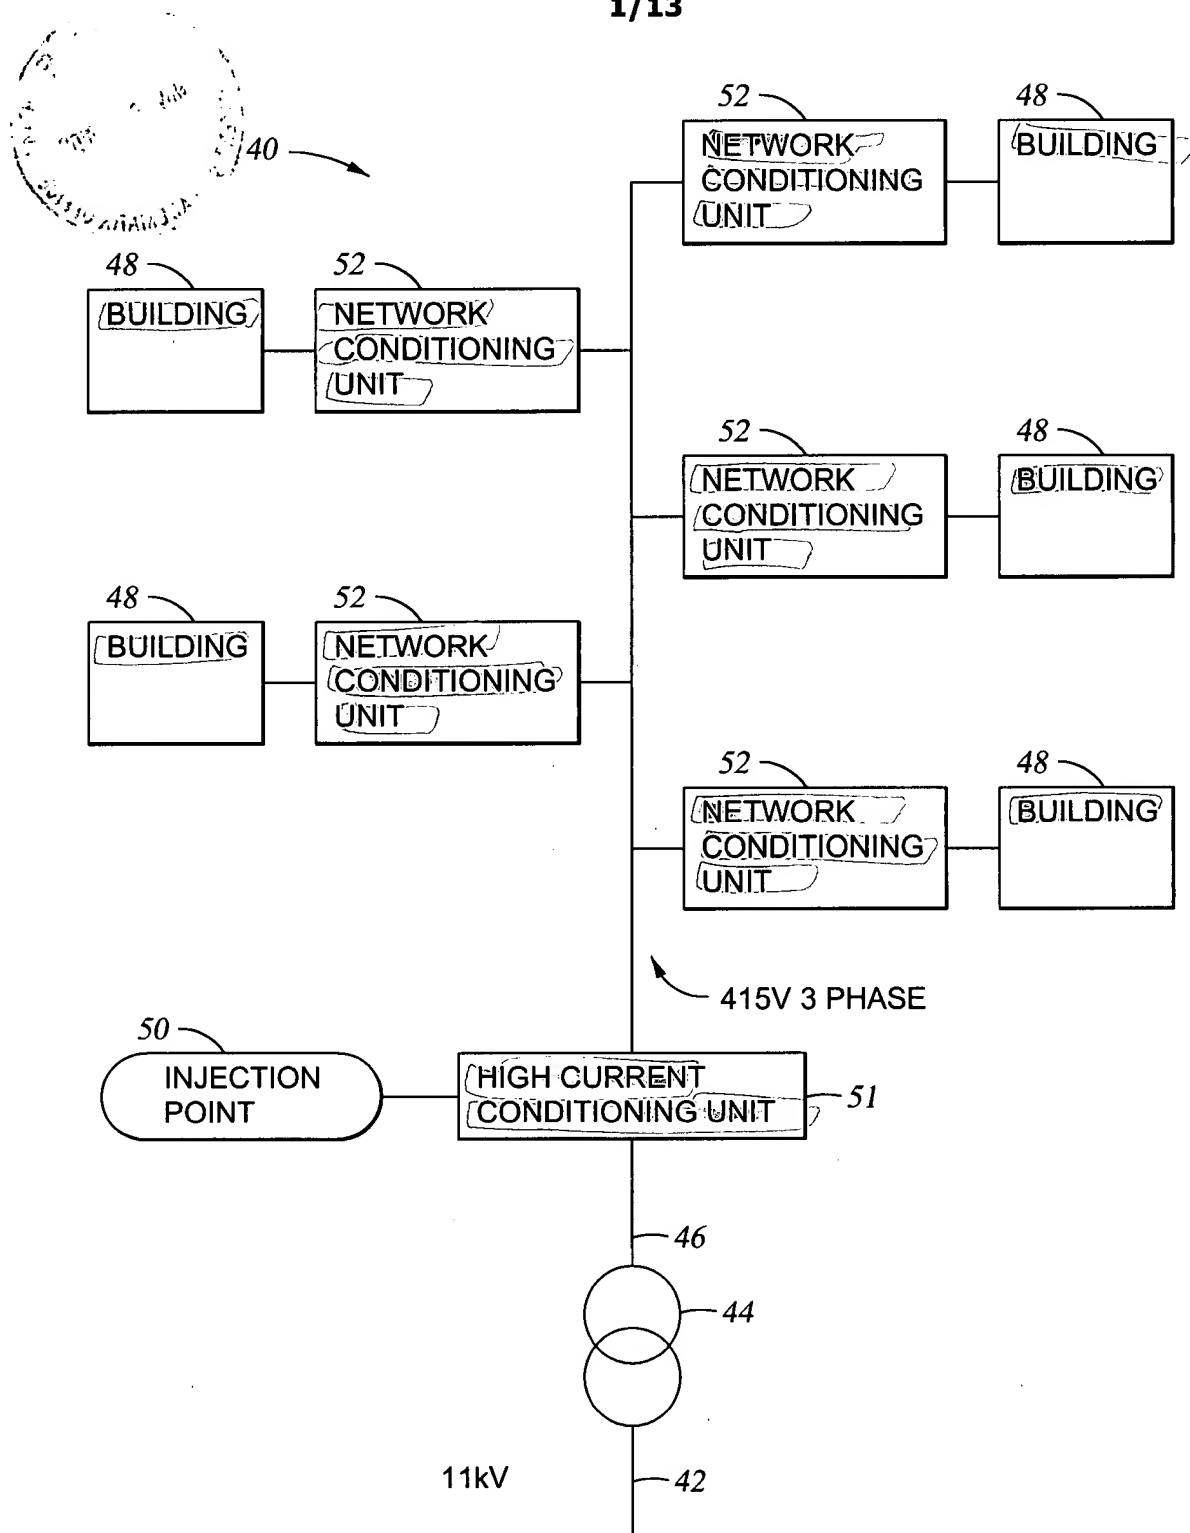 1/13
40
52
48
NETWORK
CONDITIONING
UNIT
BUILDING
48
52
BUILDING
NETWORK
CONDITIONING
UNIT
52
48
NETWORK
CONDITIONING
UNIT
BUILDING
48
52
BUILDING
NETWORK
CONDITIONING
UNIT
52
48
NETWORK
CONDITIONING
UNIT
BUILDING
415V 3 PHASE
50
INJECTION
POINT
HIGH CURRENT
CONDITIONING UNIT
51
46
44
11kV
42